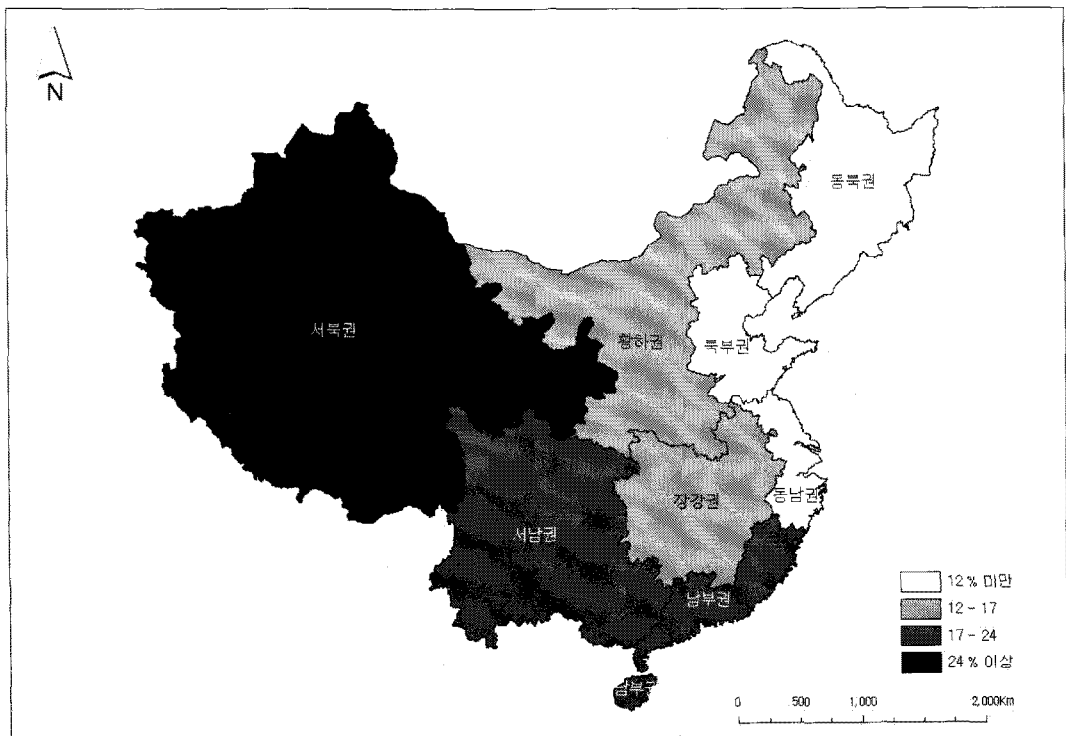 N
동북권
서북권
황하권
북부권
장강권
동남권
서남권
남부권
남부권
12 % 미만
12 - 17
17 - 24
24 % 이상
0 500 1,000 2,000Km